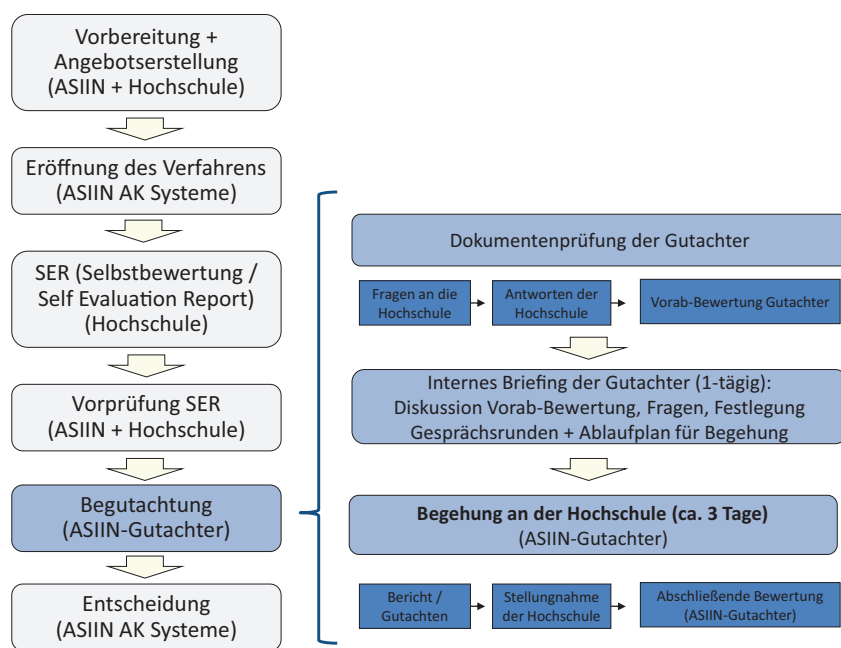 Vorbereitung +
Angebotserstellung
(ASIIN + Hochschule)
Eröffnung des Verfahrens
(ASIIN AK Systeme)
SER (Selbstbewertung /
Self Evaluation Report)
(Hochschule)
Vorprüfung SER
(ASIIN + Hochschule)
Begutachtung
(ASIIN-Gutachter)
Entscheidung
(ASIIN AK Systeme)
Dokumentenprüfung der Gutachter
Fragen an die
Hochschule
Antworten der
Hochschule
Vorab-Bewertung Gutachter
Internes Briefing der Gutachter (1-tägig):
Diskussion Vorab-Bewertung, Fragen, Festlegung
Gesprächsrunden + Ablaufplan für Begehung
Begehung an der Hochschule (ca. 3 Tage)
(ASIIN-Gutachter)
Bericht /
Gutachten
Stellungnahme
der Hochschule
Abschließende Bewertung
(ASIIN-Gutachter)